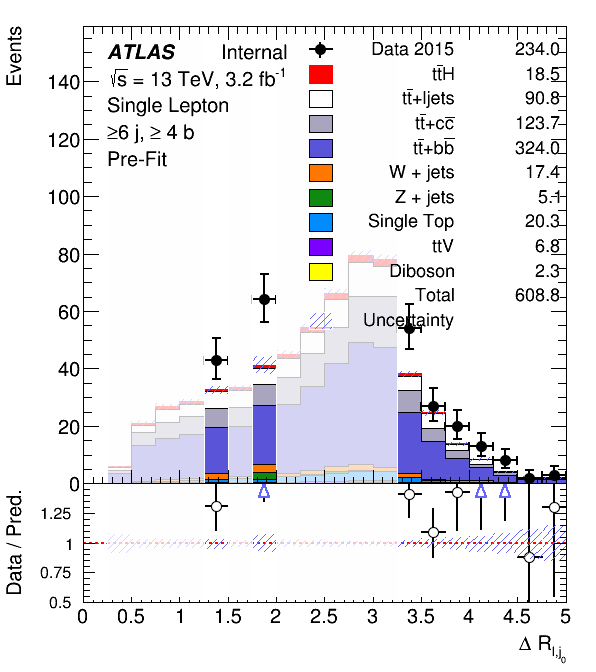 Events
ATLAS Internal
√s = 13 TeV, 3.2 fb⁻¹
Single Lepton
≥6 j, ≥ 4 b
Pre-Fit
Data 2015 234.0
tt̄H 18.5
tt̄+ljets 90.8
tt̄+cc̄ 123.7
tt̄+bb̄ 324.0
W + jets 17.4
Z + jets 5.1
Single Top 20.3
ttV 6.8
Diboson 2.3
Total 608.8
Uncertainty
140
120
100
80
60
40
20
0
Data / Pred.
1.25
1
0.75
0.5
0 0.5 1 1.5 2 2.5 3 3.5 4 4.5 5
Δ R l,j₀